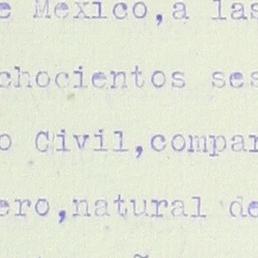 e Mexico,a las
chocientos ses
o Civil,compar
ero,natural de